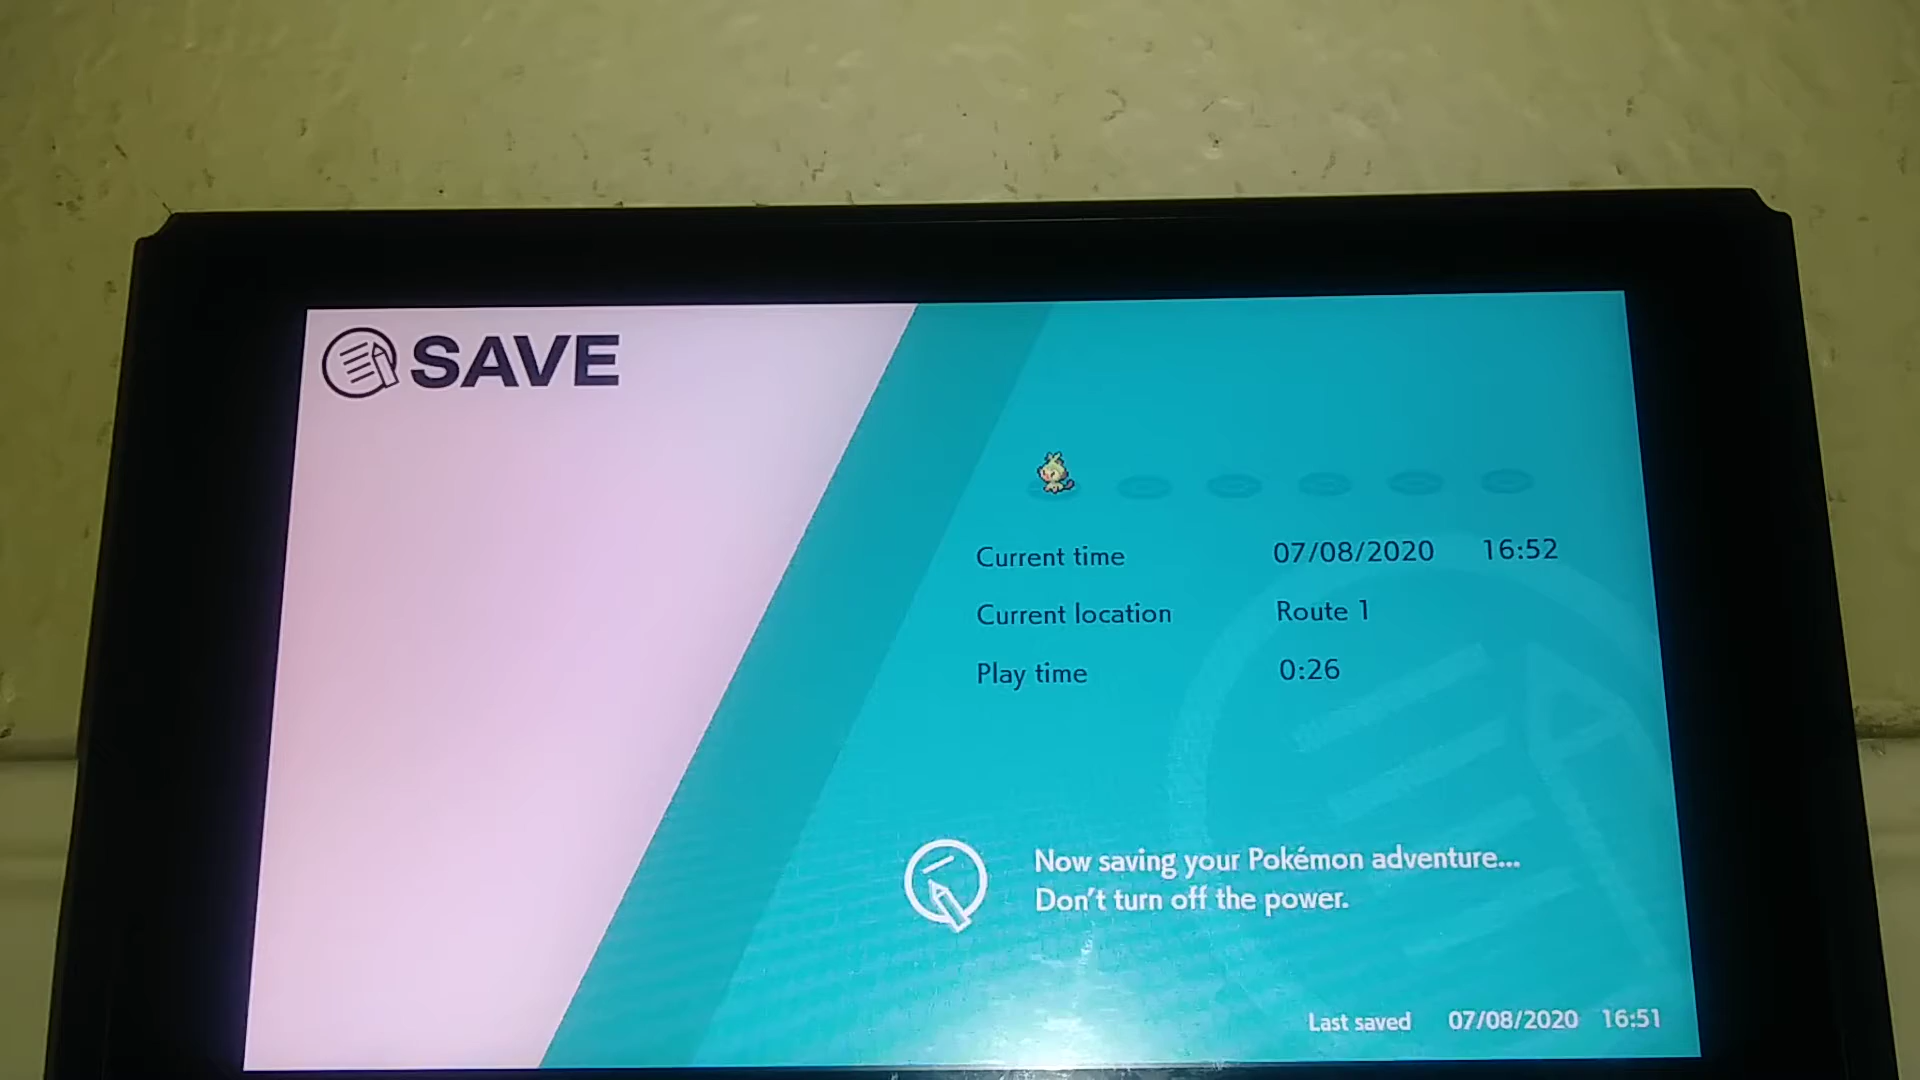 SAVE
Current time 07/08/2020 16:52
Current location Route 1
Play time 0:26
Now saving your Pokémon adventure...
Don't turn off the power.
Last saved 07/08/2020 16:51